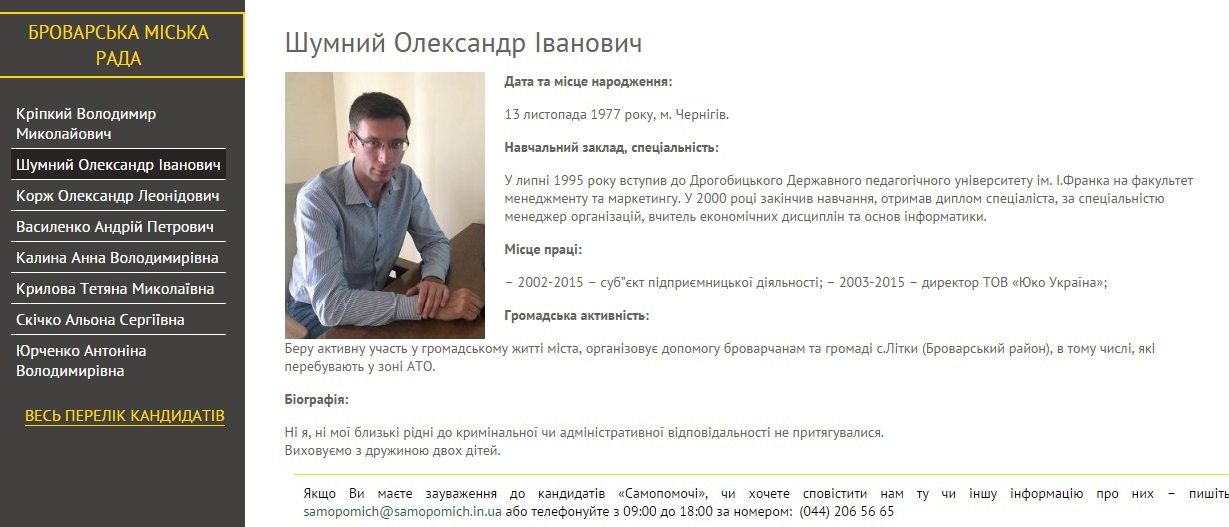 БРОВАРСЬКА МІСЬКА
РАДА
Кріпкий Володимир
Миколайович
Шумний Олександр Іванович
Корж Олександр Леонідович
Василенко Андрій Петрович
Калина Анна Володимирівна
Крилова Тетяна Миколаївна
Скічко Альона Сергіївна
Юрченко Антоніна
Володимирівна
ВЕСЬ ПЕРЕЛІК КАНДИДАТІВ
Шумний Олександр Іванович
Дата та місце народження:
13 листопада 1977 року, м. Чернігів.
Навчальний заклад, спеціальність:
У липні 1995 року вступив до Дрогобицького Державного педагогічного університету ім. І.Франка на факультет
менеджменту та маркетингу. У 2000 році закінчив навчання, отримав диплом спеціаліста, за спеціальністю
менеджер організацій, вчитель економічних дисциплін та основ інформатики.
Місце праці:
– 2002-2015 – суб”єкт підприємницької діяльності; – 2003-2015 – директор ТОВ «Юко Україна»;
Громадська активність:
Беру активну участь у громадському житті міста, організовує допомогу броварчанам та громаді с.Літки (Броварський район), в тому числі, які
перебувають у зоні АТО.
Біографія:
Ні я, ні мої близькі рідні до кримінальної чи адміністративної відповідальності не притягувалися.
Виховуємо з дружиною двох дітей.
Якщо Ви маєте зауваження до кандидатів «Самопомочі», чи хочете сповістити нам ту чи іншу інформацію про них – пишіть
samopomich@samopomich.in.ua або телефонуйте з 09:00 до 18:00 за номером: (044) 206 56 65